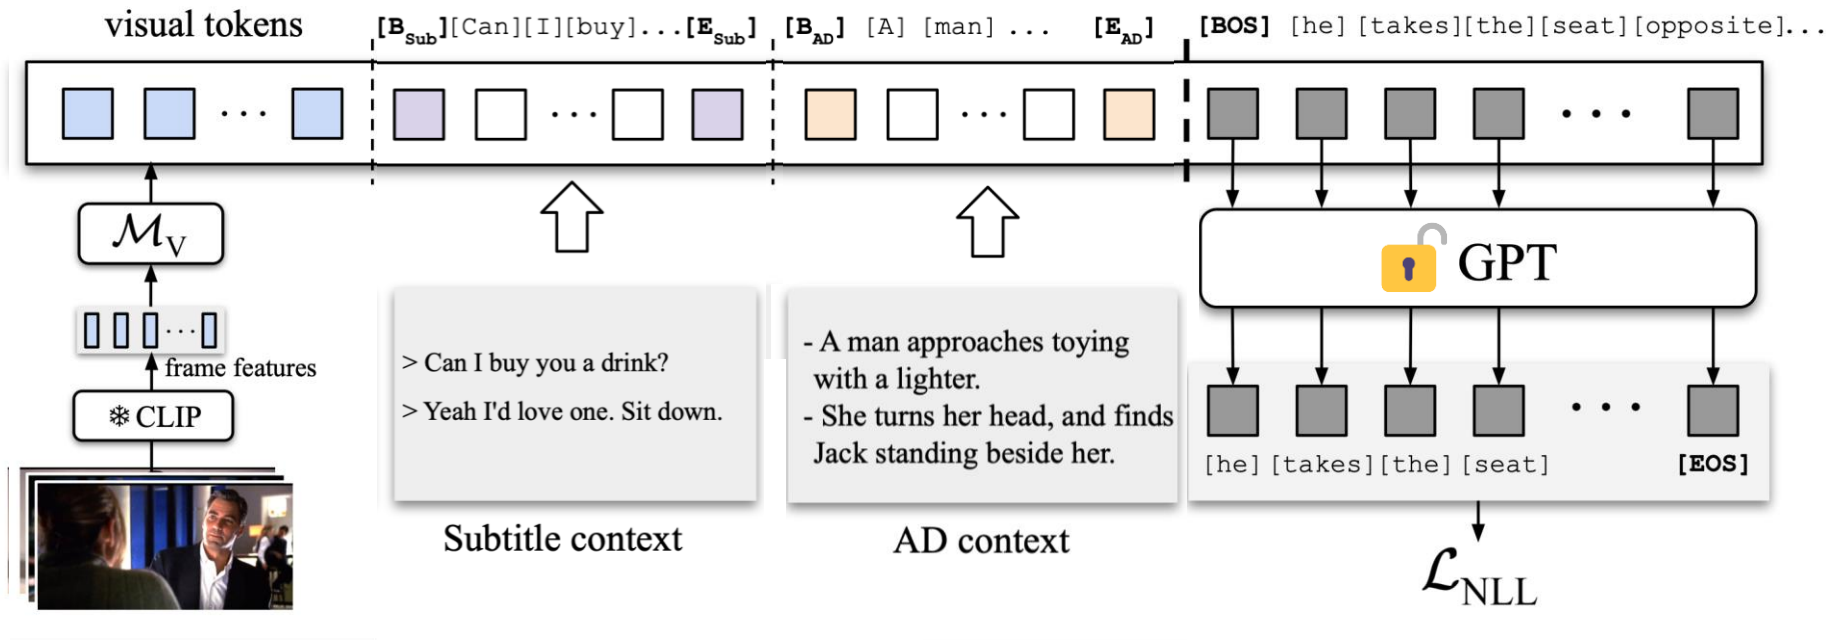 visual tokens
[B_Sub][Can][I][buy]...[E_Sub] [B_AD] [A] [man] ... [E_AD] [BOS] [he] [takes][the][seat][opposite]...
M_V
GPT
frame features
CLIP
> Can I buy you a drink?
> Yeah I'd love one. Sit down.
- A man approaches toying
with a lighter.
- She turns her head, and finds
Jack standing beside her.
[he] [takes][the] [seat] [EOS]
Subtitle context
AD context
ℒ_NLL